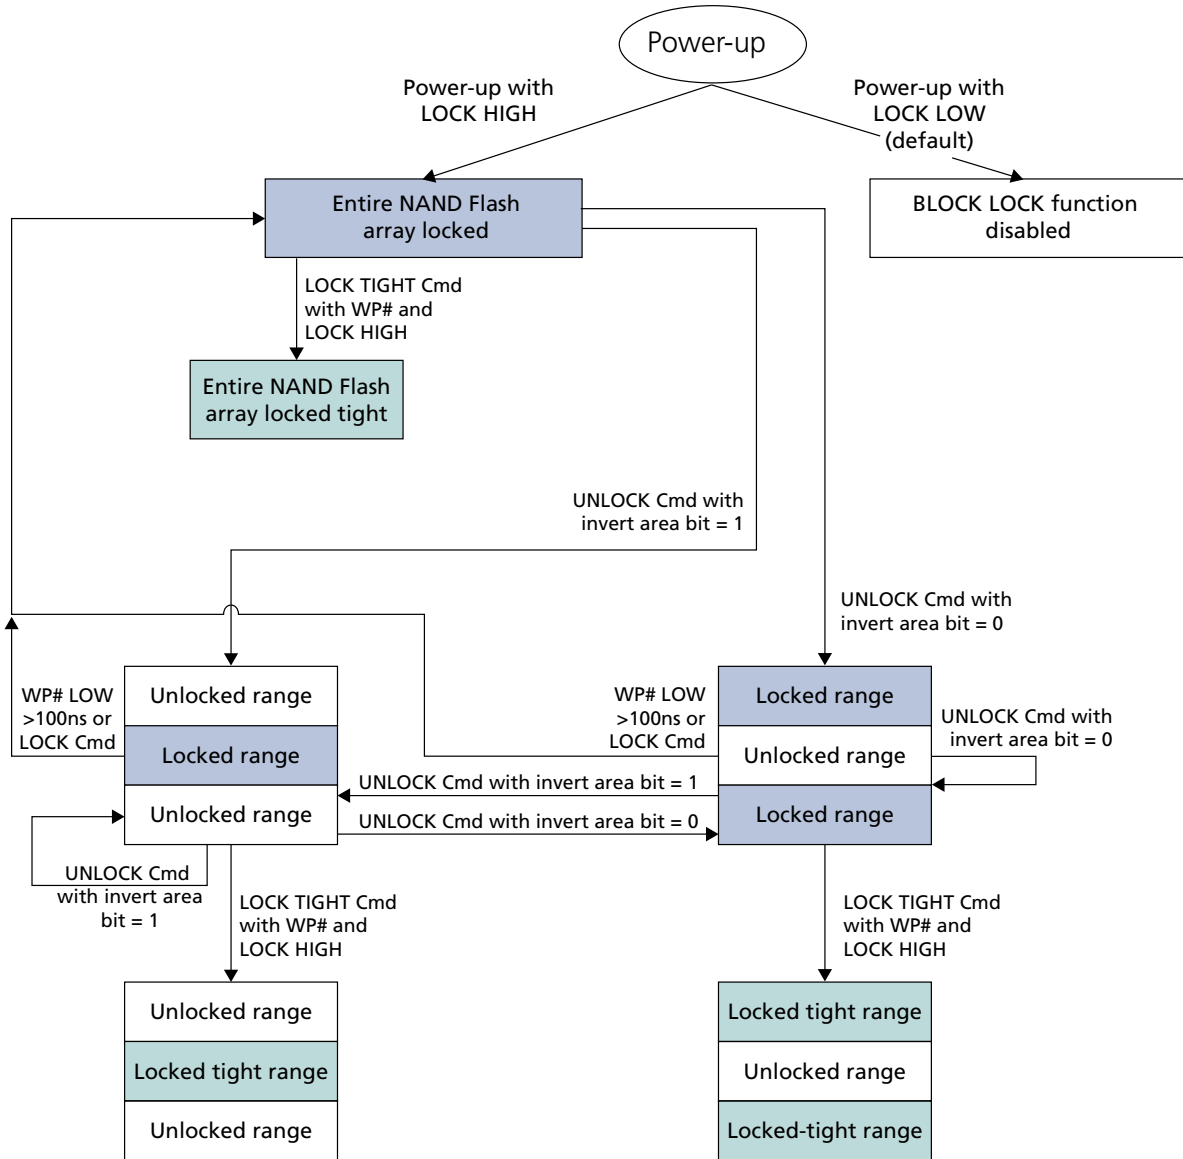 Power-up
Power-up with
LOCK HIGH
Power-up with
LOCK LOW
(default)
Entire NAND Flash
array locked
BLOCK LOCK function
disabled
LOCK TIGHT Cmd
with WP# and
LOCK HIGH
Entire NAND Flash
array locked tight
UNLOCK Cmd with
invert area bit = 1
UNLOCK Cmd with
invert area bit = 0
WP# LOW
>100ns or
LOCK Cmd
Unlocked range
Locked range
Unlocked range
WP# LOW
>100ns or
LOCK Cmd
Locked range
Unlocked range
Locked range
UNLOCK Cmd with
invert area bit = 0
UNLOCK Cmd with invert area bit = 1
UNLOCK Cmd with invert area bit = 0
UNLOCK Cmd
with invert area
bit = 1
LOCK TIGHT Cmd
with WP# and
LOCK HIGH
LOCK TIGHT Cmd
with WP# and
LOCK HIGH
Unlocked range
Locked tight range
Unlocked range
Locked tight range
Unlocked range
Locked-tight range